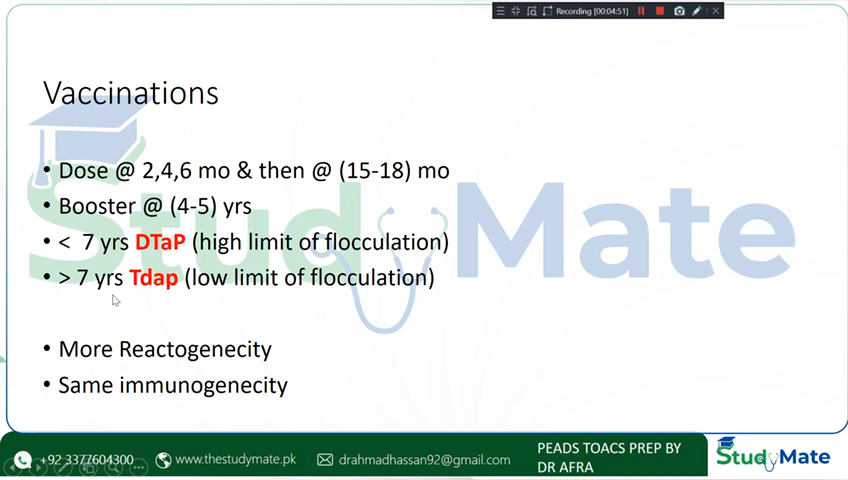 Recording [00:04:51]
Vaccinations
• Dose @ 2,4,6 mo & then @ (15-18) mo
• Booster @ (4-5) yrs
• < 7 yrs DTaP (high limit of flocculation)
• > 7 yrs Tdap (low limit of flocculation)
• More Reactogenecity
• Same immunogenecity
StudyMate
+92 3377604300
www.thestudymate.pk
drahmadhassan92@gmail.com
PEADS TOACS PREP BY
DR AFRA
StudyMate